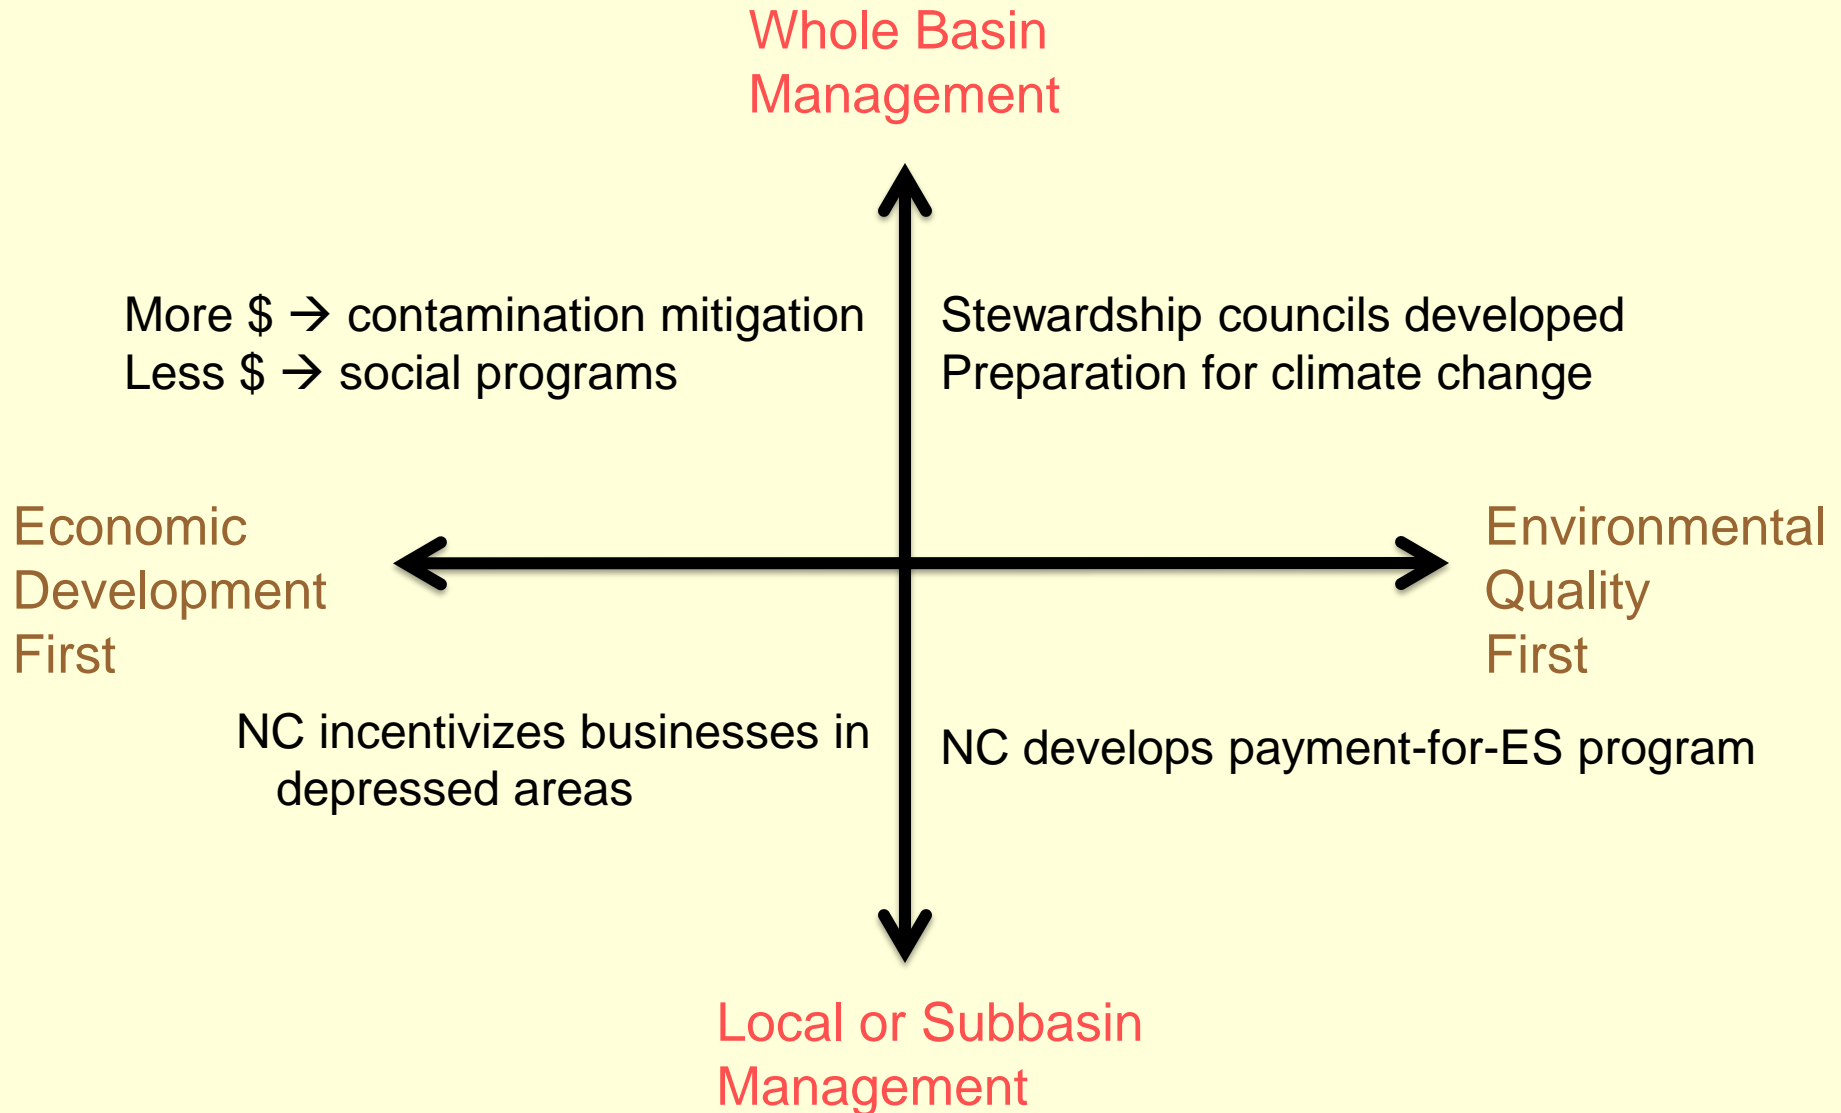 Whole Basin
Management
More $ → contamination mitigation
Less $ → social programs
Stewardship councils developed
Preparation for climate change
Economic
Development
First
Environmental
Quality
First
NC incentivizes businesses in
depressed areas
NC develops payment-for-ES program
Local or Subbasin
Management